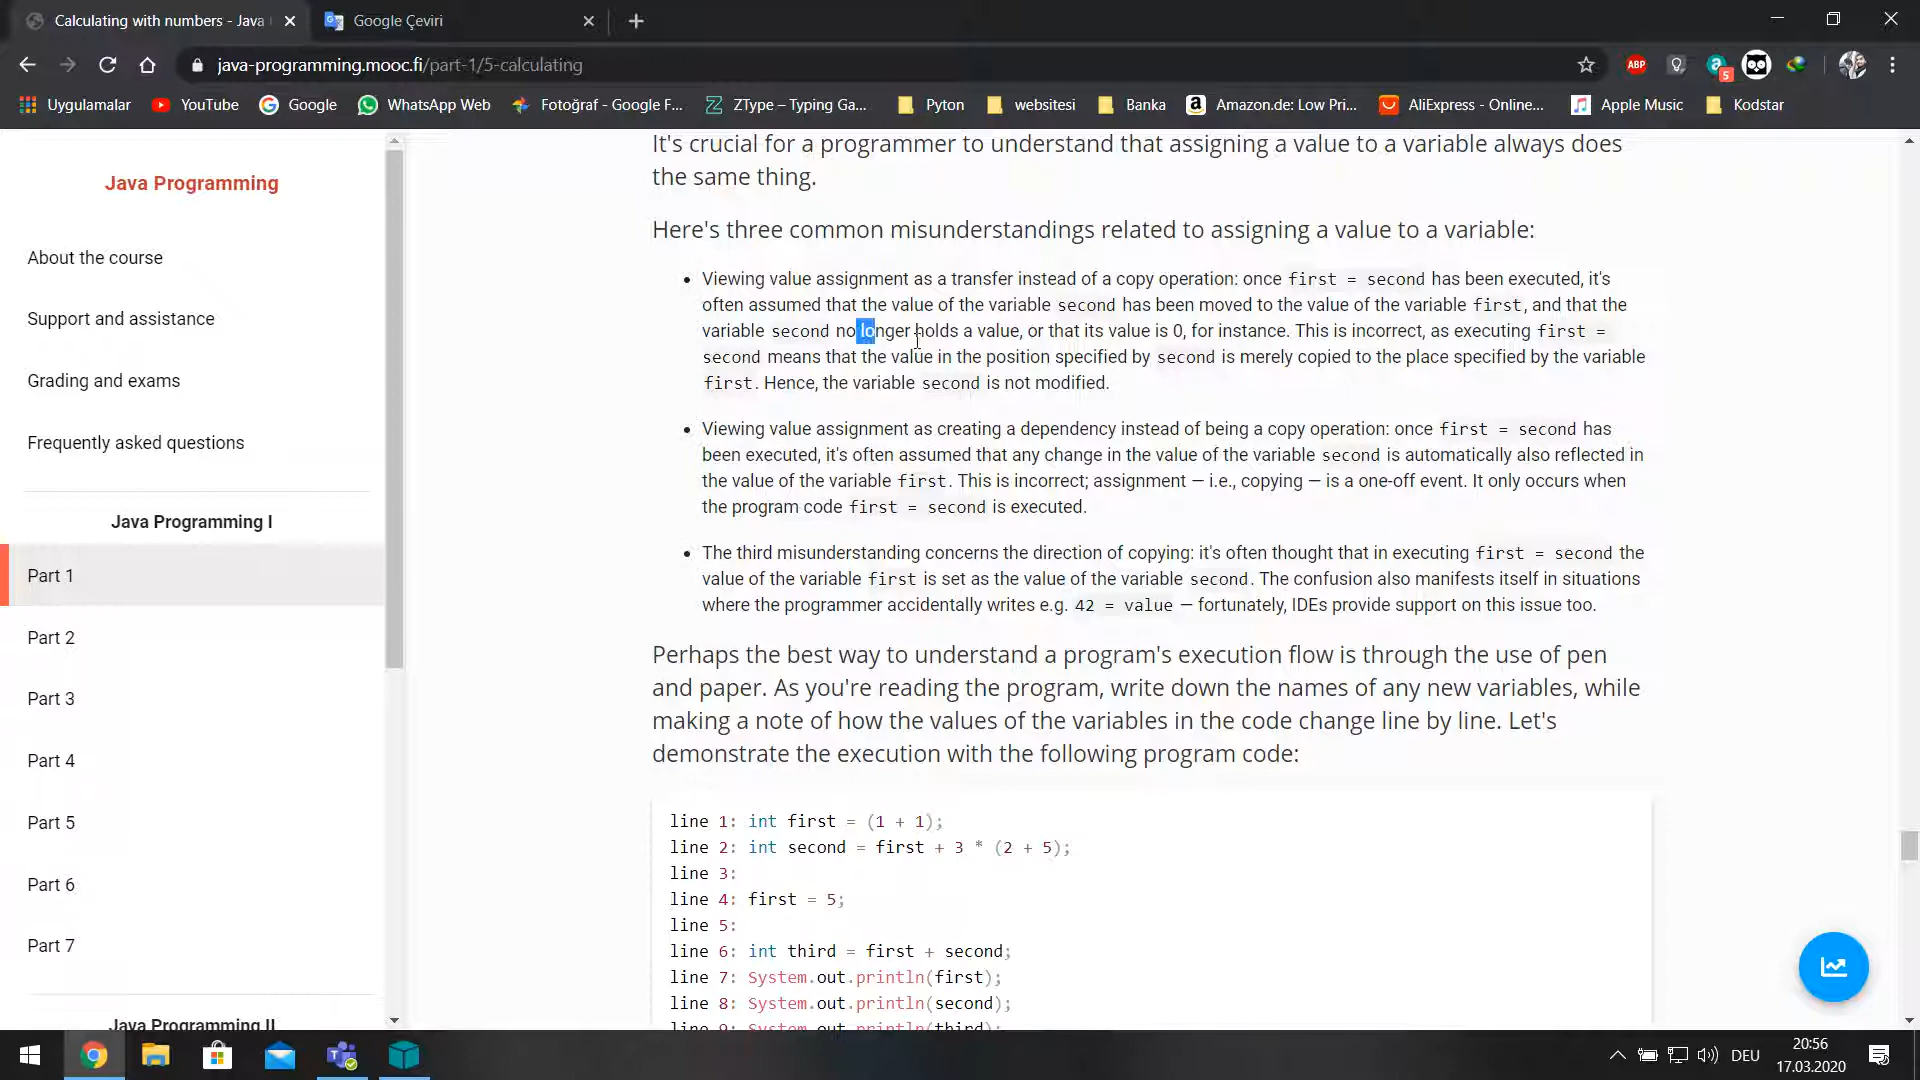 Calculating with numbers - Java
Google Çeviri
java-programming.mooc.fi/part-1/5-calculating
ABP
5
Uygulamalar
YouTube
Google
WhatsApp Web
Fotoğraf - Google F...
ZType – Typing Ga...
Pyton
websitesi
Banka
Amazon.de: Low Pri...
AliExpress - Online...
Apple Music
Kodstar
Java Programming
About the course
Support and assistance
Grading and exams
Frequently asked questions
Java Programming I
Part 1
Part 2
Part 3
Part 4
Part 5
Part 6
Part 7
Java Programming II
It's crucial for a programmer to understand that assigning a value to a variable always does
the same thing.
Here's three common misunderstandings related to assigning a value to a variable:
• Viewing value assignment as a transfer instead of a copy operation: once first = second has been executed, it's
often assumed that the value of the variable second has been moved to the value of the variable first, and that the
variable second no longer holds a value, or that its value is 0, for instance. This is incorrect, as executing first =
second means that the value in the position specified by second is merely copied to the place specified by the variable
first. Hence, the variable second is not modified.
• Viewing value assignment as creating a dependency instead of being a copy operation: once first = second has
been executed, it's often assumed that any change in the value of the variable second is automatically also reflected in
the value of the variable first. This is incorrect; assignment — i.e., copying — is a one-off event. It only occurs when
the program code first = second is executed.
• The third misunderstanding concerns the direction of copying: it's often thought that in executing first = second the
value of the variable first is set as the value of the variable second. The confusion also manifests itself in situations
where the programmer accidentally writes e.g. 42 = value — fortunately, IDEs provide support on this issue too.
Perhaps the best way to understand a program's execution flow is through the use of pen
and paper. As you're reading the program, write down the names of any new variables, while
making a note of how the values of the variables in the code change line by line. Let's
demonstrate the execution with the following program code:
line 1: int first = (1 + 1);
line 2: int second = first + 3 * (2 + 5);
line 3:
line 4: first = 5;
line 5:
line 6: int third = first + second;
line 7: System.out.println(first);
line 8: System.out.println(second);
line 9: System.out.println(third);
DEU
20:56
17.03.2020